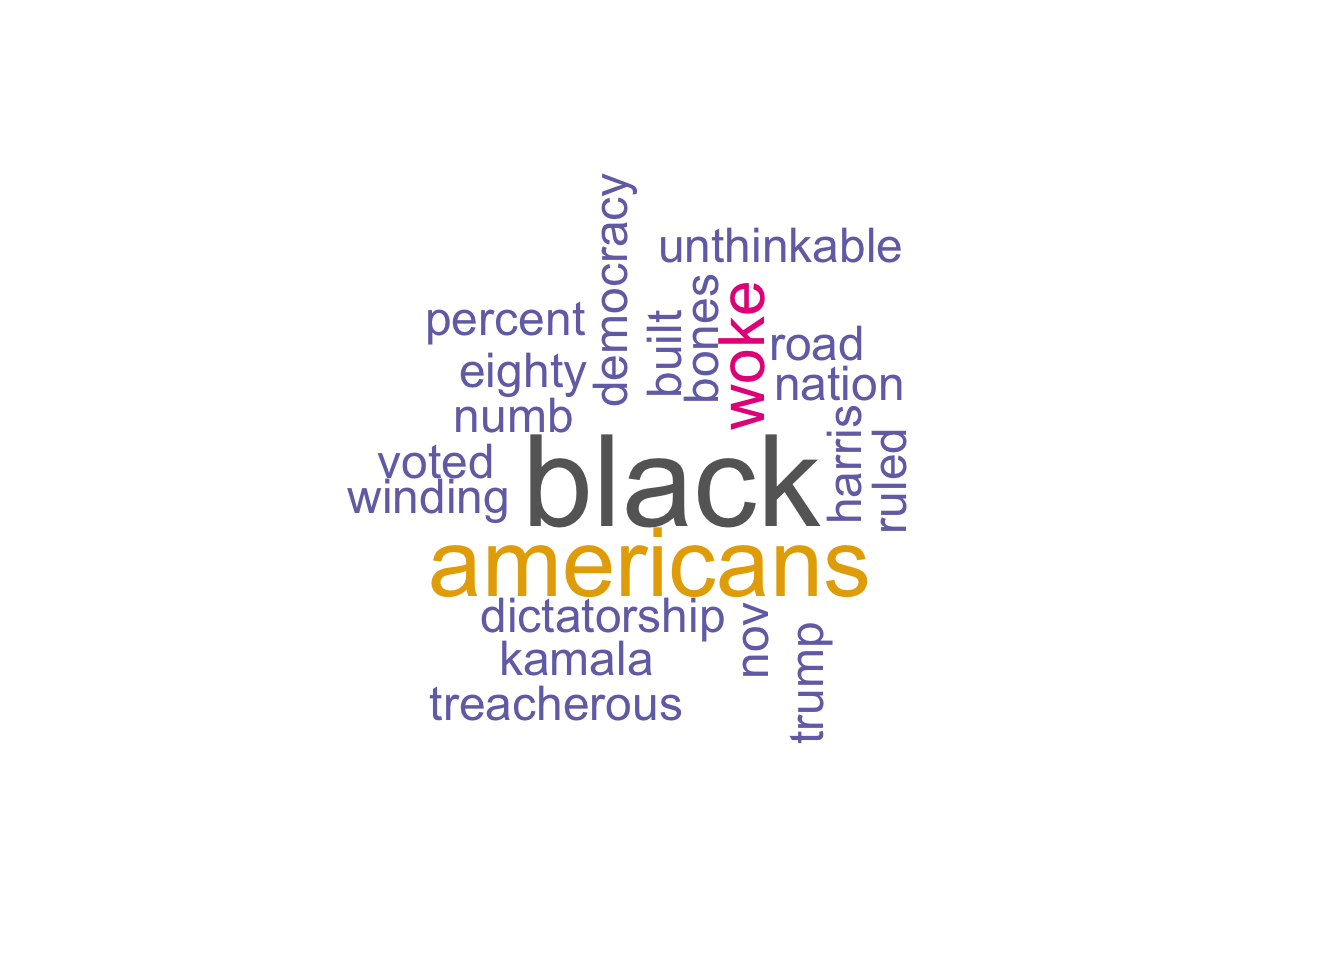 democracy
unthinkable
percent
built
bones
woke
road
eighty
nation
numb
harris
ruled
voted
black
winding
americans
dictatorship
nov
kamala
trump
treacherous